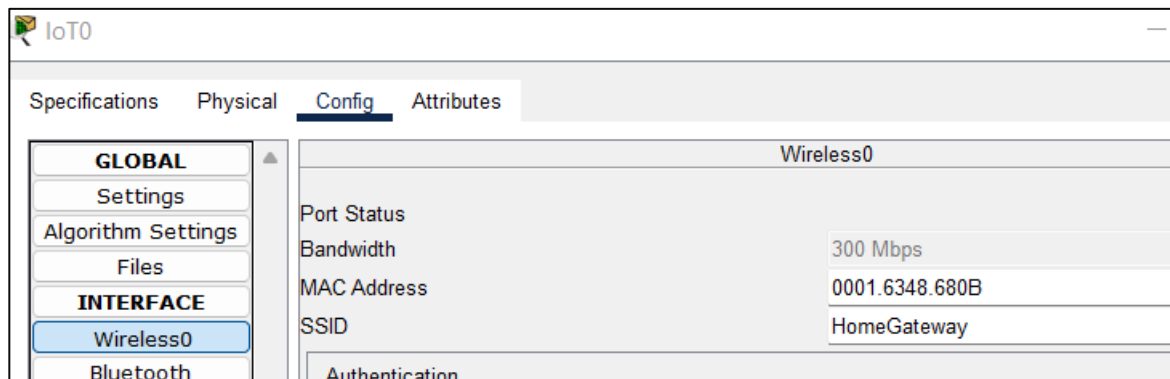 IoT0
Specifications Physical Config Attributes
GLOBAL
Settings
Algorithm Settings
Files
INTERFACE
Wireless0
Bluetooth
Wireless0
Port Status
Bandwidth 300 Mbps
MAC Address 0001.6348.680B
SSID HomeGateway
Authentication